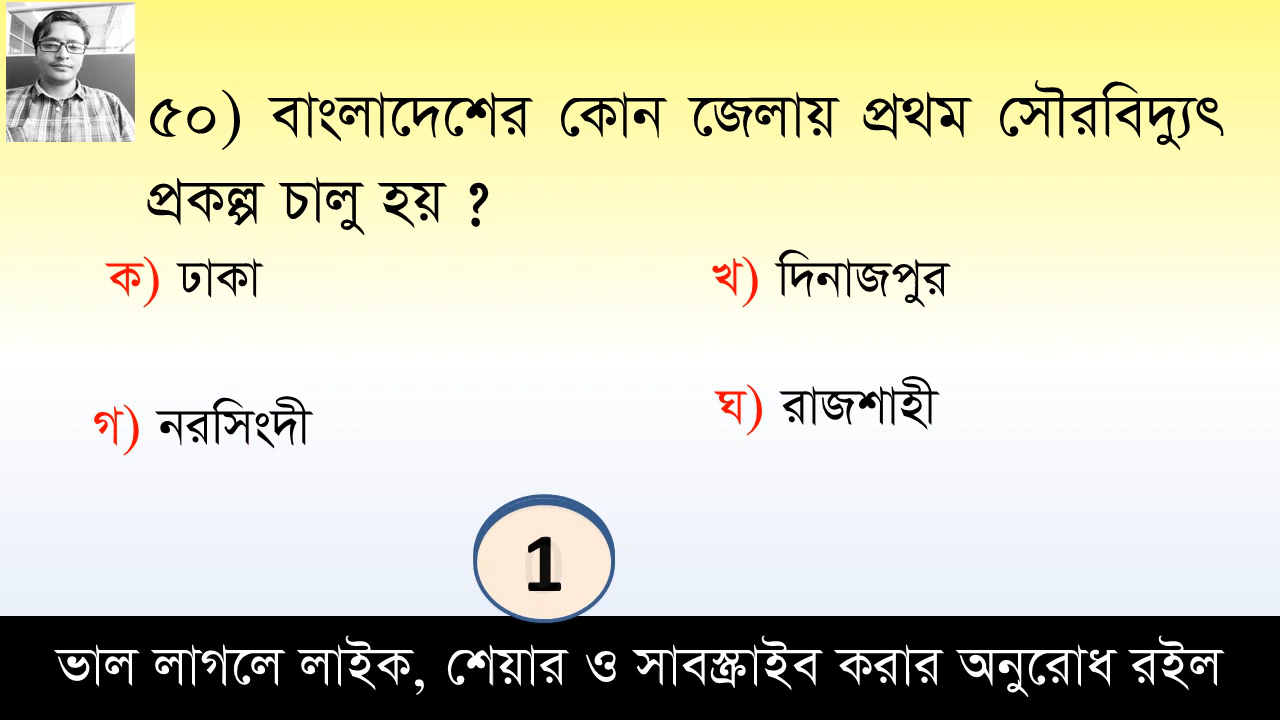 ৫০) বাংলাদেশের কোন জেলায় প্রথম সৌরবিদ্যুৎ
প্রকল্প চালু হয় ?
ক) ঢাকা
খ) দিনাজপুর
গ) নরসিংদী
ঘ) রাজশাহী
1
ভাল লাগলে লাইক, শেয়ার ও সাবস্ক্রাইব করার অনুরোধ রইল